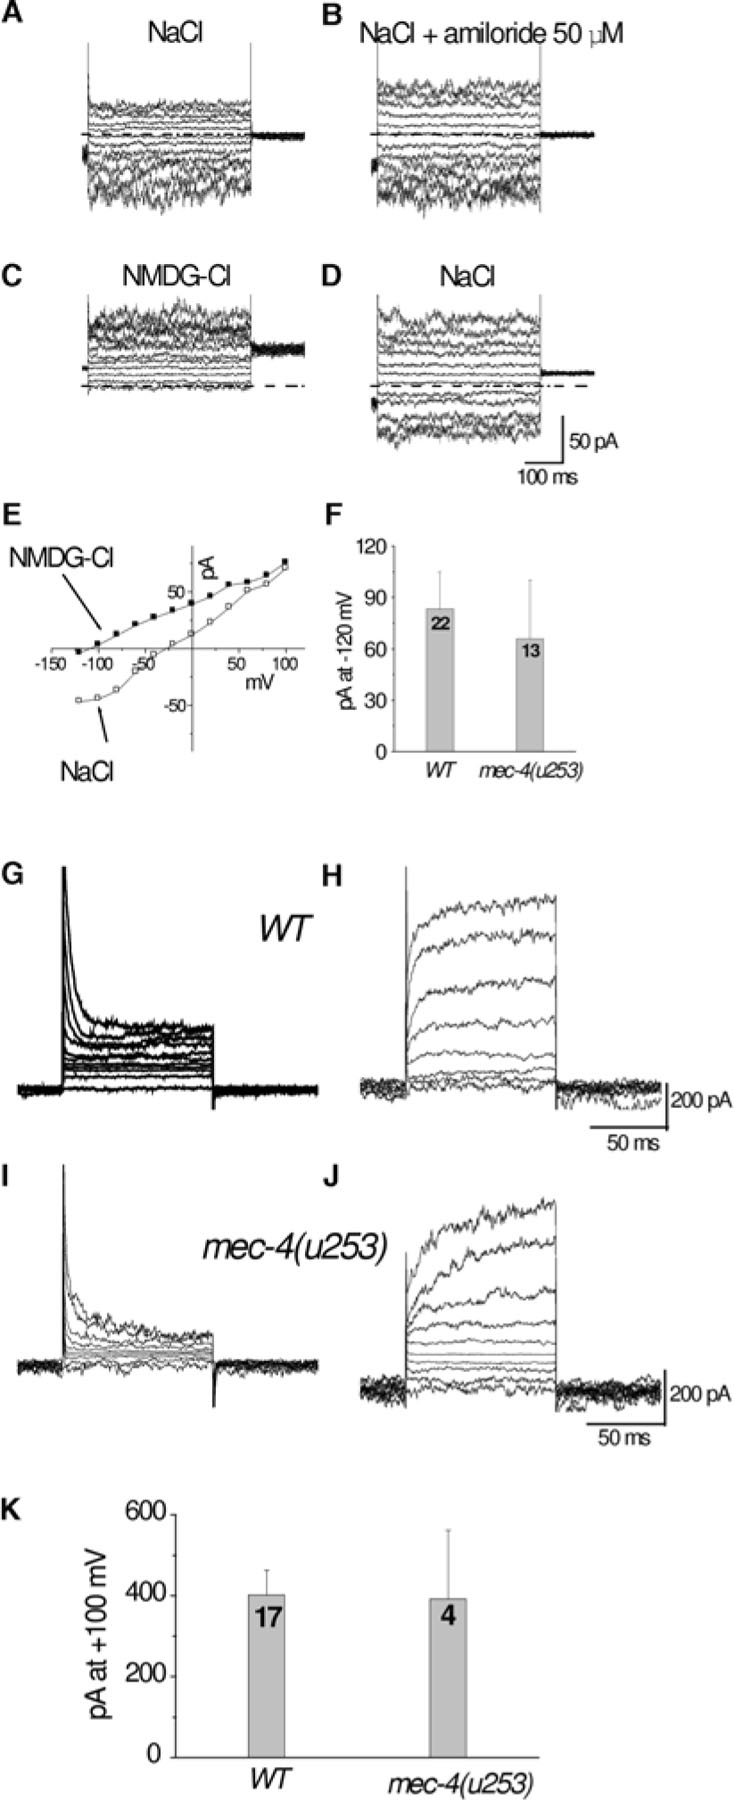 A
NaCl
B
NaCl + amiloride 50 μM
C
NMDG-Cl
D
NaCl
50 pA
100 ms
E
NMDG-Cl
pA
50
-150
-100
-50
50
100
mV
-50
NaCl
F
pA at -120 mV
120
90
60
30
0
22
13
WT
mec-4(u253)
G
WT
H
200 pA
50 ms
I
mec-4(u253)
J
200 pA
50 ms
K
pA at +100 mV
600
400
200
0
17
4
WT
mec-4(u253)